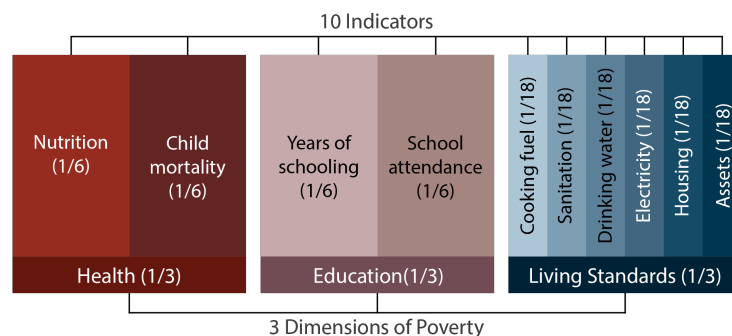 10 Indicators
Nutrition
(1/6)
Child
mortality
(1/6)
Years of
schooling
(1/6)
School
attendance
(1/6)
Cooking fuel (1/18)
Sanitation (1/18)
Drinking water (1/18)
Electricity (1/18)
Housing (1/18)
Assets (1/18)
Health (1/3)
Education(1/3)
Living Standards (1/3)
3 Dimensions of Poverty